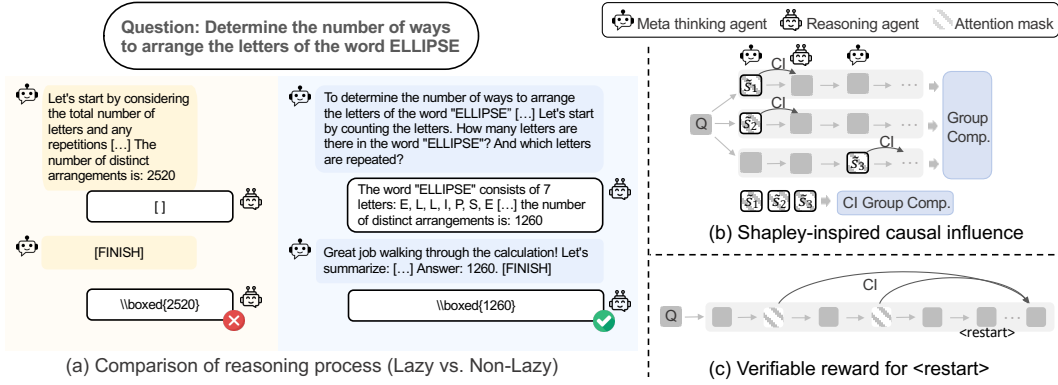 Question: Determine the number of ways
to arrange the letters of the word ELLIPSE
Let's start by considering
the total number of
letters and any
repetitions [...] The
number of distinct
arrangements is: 2520
[ ]
[FINISH]
\\boxed{2520}
To determine the number of ways to arrange
the letters of the word "ELLIPSE" [...] Let's start
by counting the letters. How many letters are
there in the word "ELLIPSE"? And which letters
are repeated?
The word "ELLIPSE" consists of 7
letters: E, L, L, I, P, S, E [...] the number
of distinct arrangements is: 1260
Great job walking through the calculation! Let's
summarize: [...] Answer: 1260. [FINISH]
\\boxed{1260}
(a) Comparison of reasoning process (Lazy vs. Non-Lazy)
Meta thinking agent Reasoning agent Attention mask
CI
s̃1
CI
Q
s̃2
CI
s̃3
Group
Comp.
s̃1 s̃2 s̃3 CI Group Comp.
(b) Shapley-inspired causal influence
CI
Q
<restart>
(c) Verifiable reward for <restart>